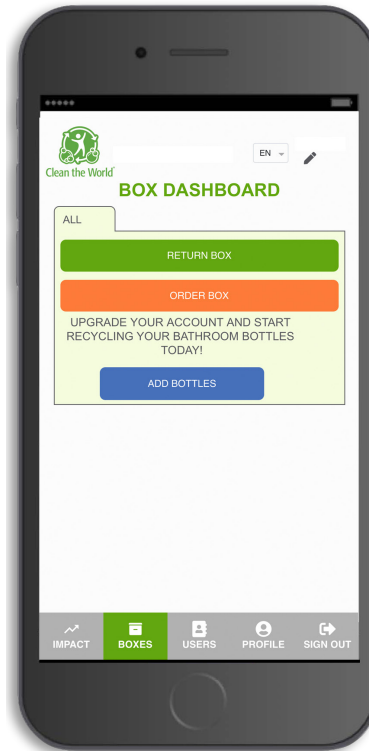 Clean the World
EN
BOX DASHBOARD
ALL
RETURN BOX
ORDER BOX
UPGRADE YOUR ACCOUNT AND START
RECYCLING YOUR BATHROOM BOTTLES
TODAY!
ADD BOTTLES
IMPACT BOXES USERS PROFILE SIGN OUT